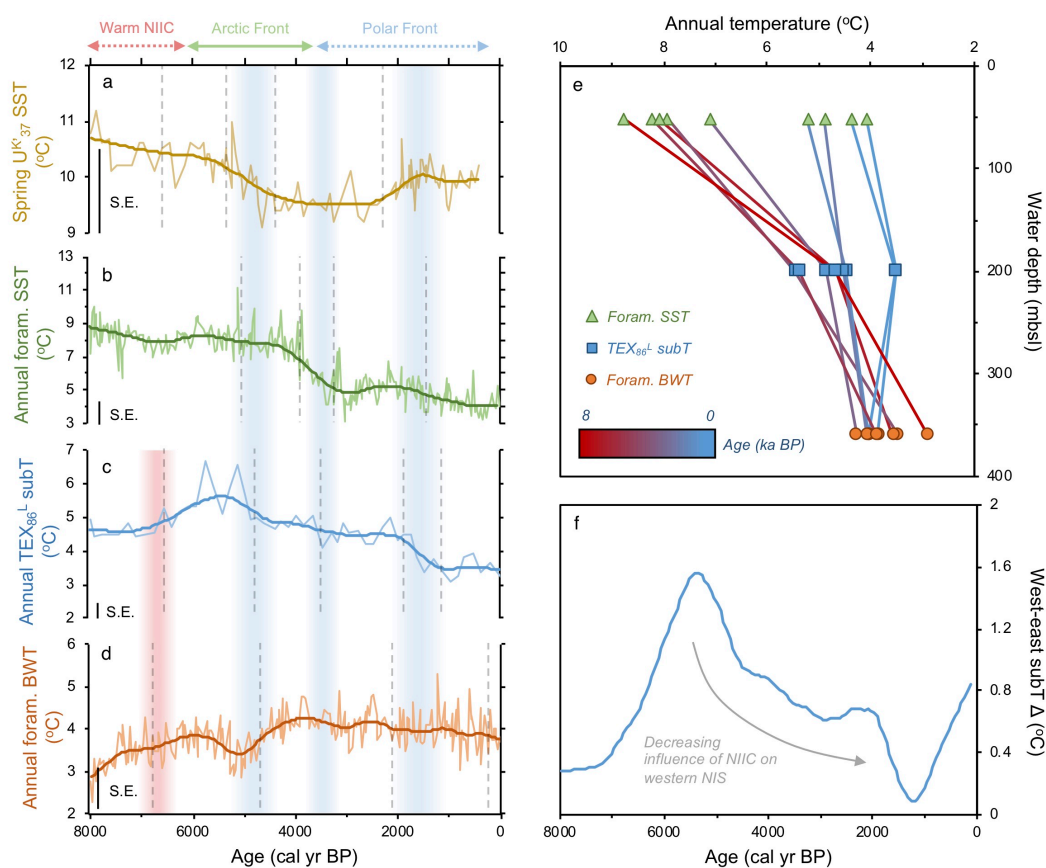 Warm NIIC
Arctic Front
Polar Front
a
12
11
10
9
Spring U^K'_37 SST
(°C)
S.E.
b
13
9
7
5
3
Annual foram. SST
(°C)
S.E.
c
7
6
5
4
3
2
Annual TEX₈₆ᴸ subT
(°C)
S.E.
d
6
5
4
3
2
Annual foram. BWT
(°C)
S.E.
8000 6000 4000 2000 0
Age (cal yr BP)
Annual temperature (°C)
10 8 6 4 2
e
0
100
200
300
400
Water depth (mbsl)
Foram. SST
TEX₈₆ᴸ subT
Foram. BWT
8 0
Age (ka BP)
f
2
1.6
1.2
0.8
0.4
0
West-east subT Δ (°C)
Decreasing
influence of NIIC on
western NIS
8000 6000 4000 2000 0
Age (cal yr BP)